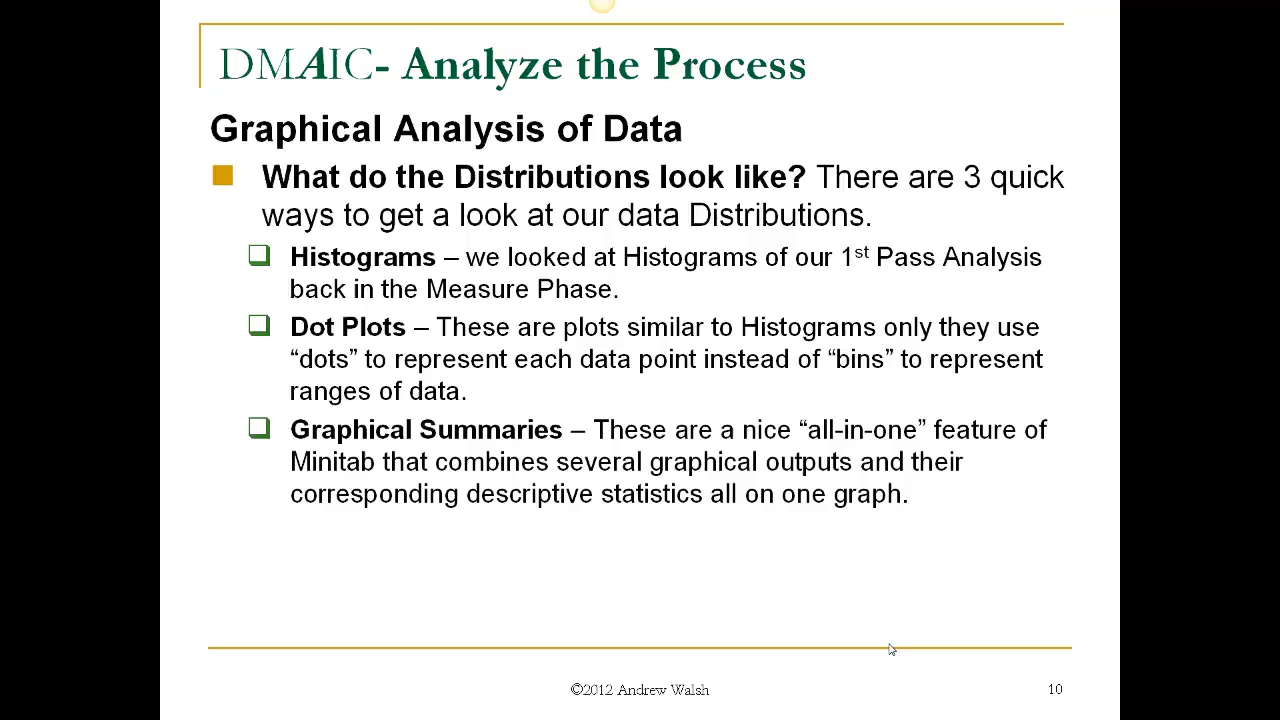 DMAIC- Analyze the Process
Graphical Analysis of Data
What do the Distributions look like? There are 3 quick
ways to get a look at our data Distributions.
Histograms – we looked at Histograms of our 1st Pass Analysis
back in the Measure Phase.
Dot Plots – These are plots similar to Histograms only they use
“dots” to represent each data point instead of “bins” to represent
ranges of data.
Graphical Summaries – These are a nice “all-in-one” feature of
Minitab that combines several graphical outputs and their
corresponding descriptive statistics all on one graph.
©2012 Andrew Walsh
10